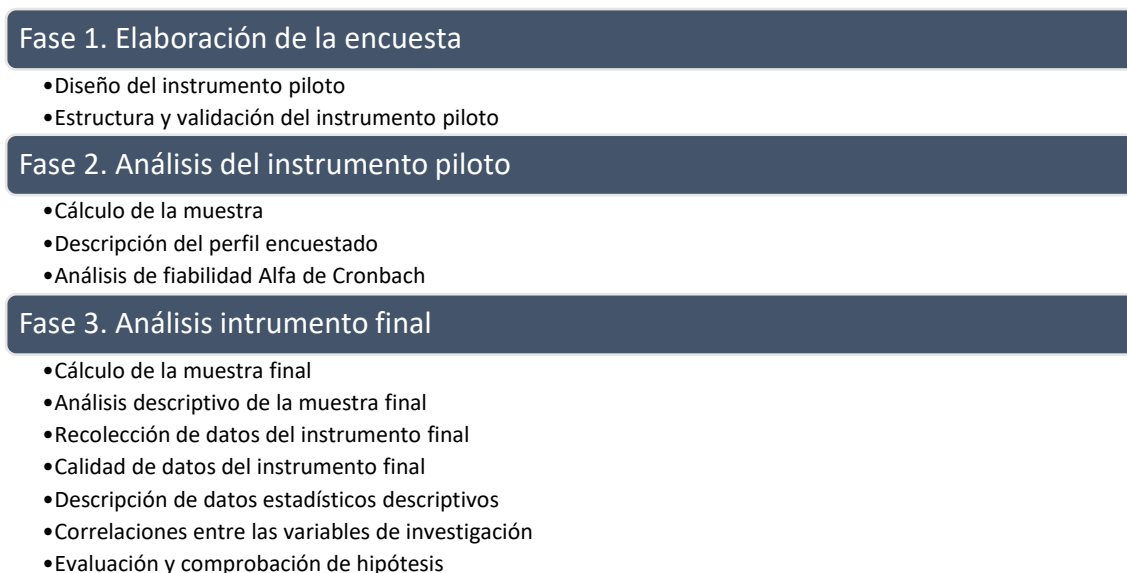 Fase 1. Elaboración de la encuesta
•Diseño del instrumento piloto
•Estructura y validación del instrumento piloto
Fase 2. Análisis del instrumento piloto
•Cálculo de la muestra
•Descripción del perfil encuestado
•Análisis de fiabilidad Alfa de Cronbach
Fase 3. Análisis intrumento final
•Cálculo de la muestra final
•Análisis descriptivo de la muestra final
•Recolección de datos del instrumento final
•Calidad de datos del instrumento final
•Descripción de datos estadísticos descriptivos
•Correlaciones entre las variables de investigación
•Evaluación y comprobación de hipótesis